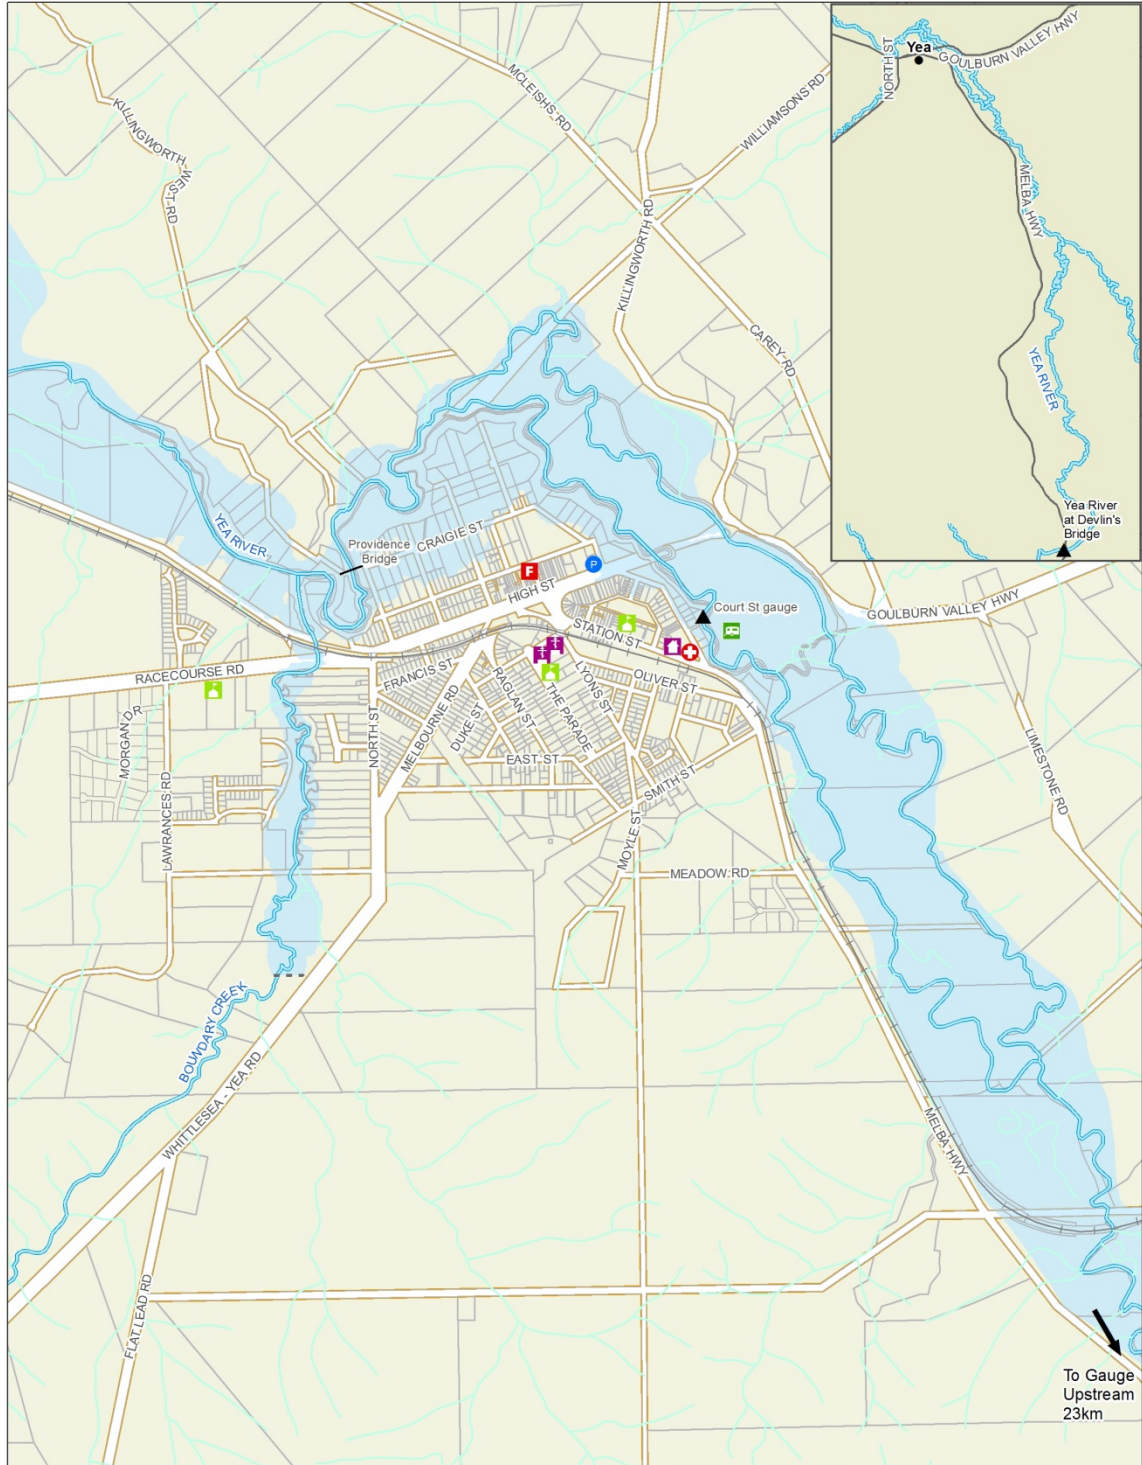 NORTH ST
Yea
GOULBURN VALLEY HWY
MELBA HWY
YEA RIVER
Yea River
at Devlin's
Bridge
MCLEISHS RD
WILLIAMSONS RD
KILLINGWORTH
WEST RD
KILLINGWORTH RD
CAREY RD
YEA RIVER
Providence
Bridge
CRAIGIE ST
F
P
HIGH ST
Court St gauge
GOULBURN VALLEY HWY
STATION ST
RACECOURSE RD
FRANCIS ST
OLIVER ST
LYONS ST
THE PARADE
RAGLAN ST
DUKE ST
MELBOURNE RD
NORTH ST
MORGAN DR
LAWRANCES RD
EAST ST
SMITH ST
MOYLE ST
LIMESTONE RD
MEADOW RD
BOUNDARY CREEK
WHITTLESEA - YEA RD
MELBA HWY
FLAT LEAD RD
To Gauge
Upstream
23km